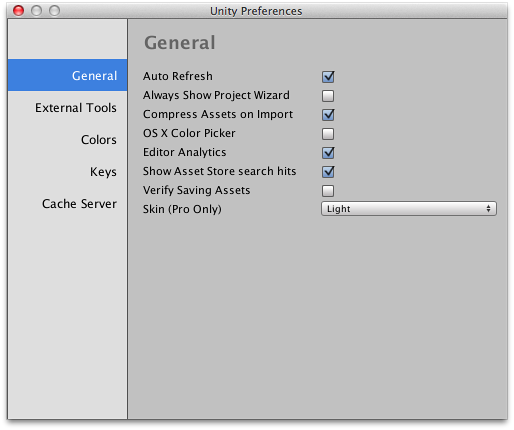 Unity Preferences
General
General
External Tools
Colors
Keys
Cache Server
Auto Refresh
Always Show Project Wizard
Compress Assets on Import
OS X Color Picker
Editor Analytics
Show Asset Store search hits
Verify Saving Assets
Skin (Pro Only) Light